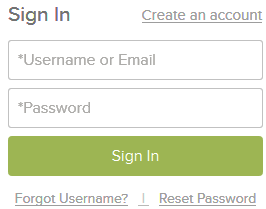 Sign In Create an account
*Username or Email
*Password
Sign In
Forgot Username? | Reset Password